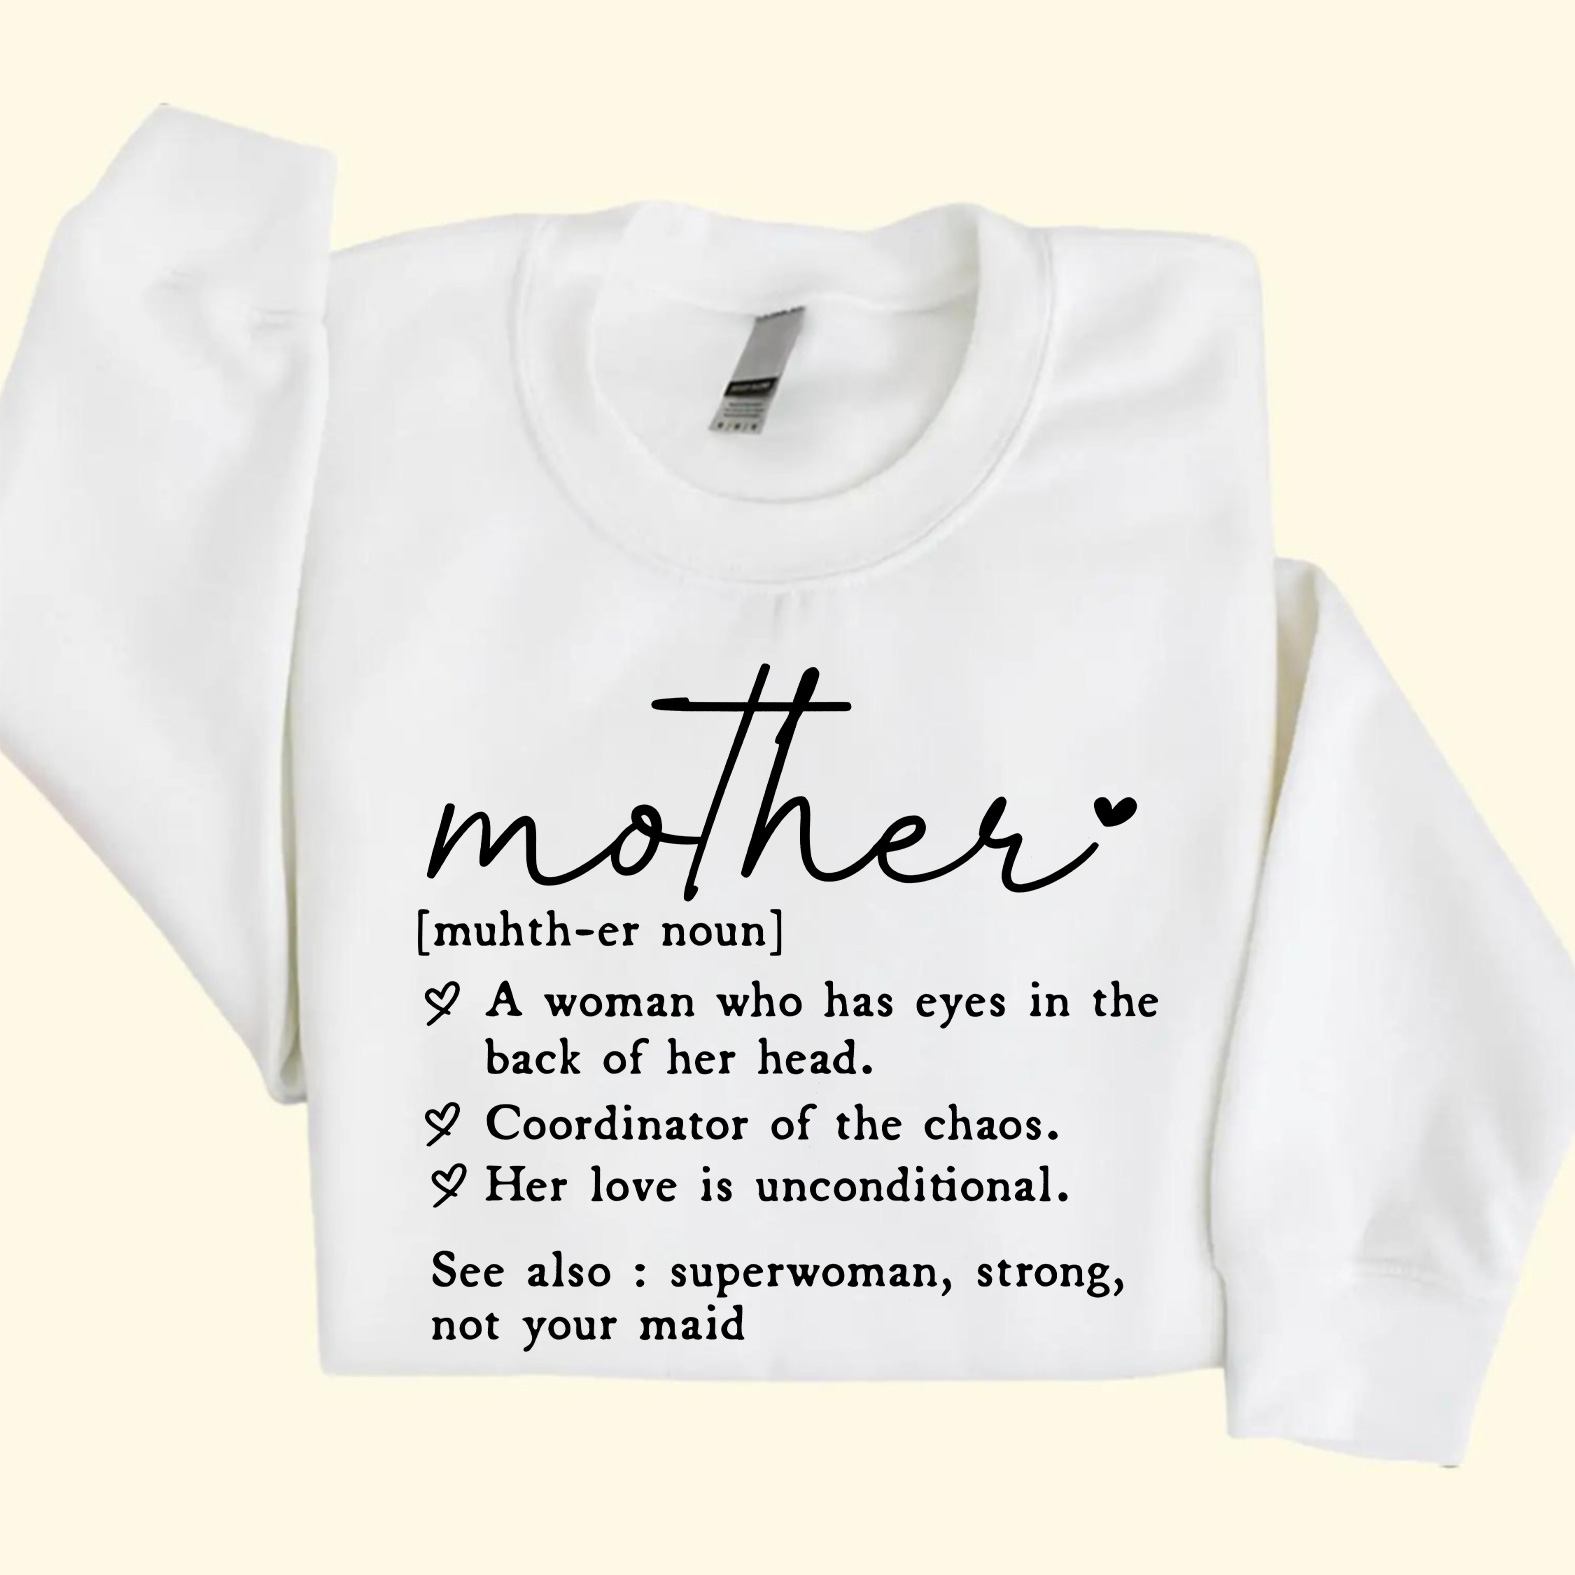 mother
[muhth-er noun]
A woman who has eyes in the
back of her head.
Coordinator of the chaos.
Her love is unconditional.
See also : superwoman, strong,
not your maid